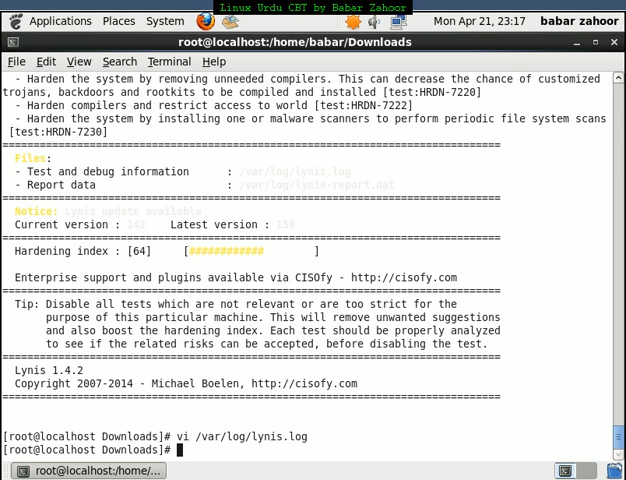 Linux Urdu CBT by Babar Zahoor
Applications Places System Mon Apr 21, 23:17 babar zahoor
root@localhost:/home/babar/Downloads
File Edit View Search Terminal Help
- Harden the system by removing unneeded compilers. This can decrease the chance of customized
trojans, backdoors and rootkits to be compiled and installed [test:HRDN-7220]
- Harden compilers and restrict access to world [test:HRDN-7222]
- Harden the system by installing one or malware scanners to perform periodic file system scans
[test:HRDN-7230]
================================================================================
Files:
- Test and debug information : /var/log/lynis.log
- Report data : /var/log/lynis-report.dat
================================================================================
Notice: Lynis update available
Current version : 142 Latest version : 150
================================================================================
Hardening index : [64] [############ ]
Enterprise support and plugins available via CISOfy - http://cisofy.com
================================================================================
Tip: Disable all tests which are not relevant or are too strict for the
purpose of this particular machine. This will remove unwanted suggestions
and also boost the hardening index. Each test should be properly analyzed
to see if the related risks can be accepted, before disabling the test.
================================================================================
Lynis 1.4.2
Copyright 2007-2014 - Michael Boelen, http://cisofy.com
================================================================================
[root@localhost Downloads]# vi /var/log/lynis.log
[root@localhost Downloads]#
root@localhost:/home/...